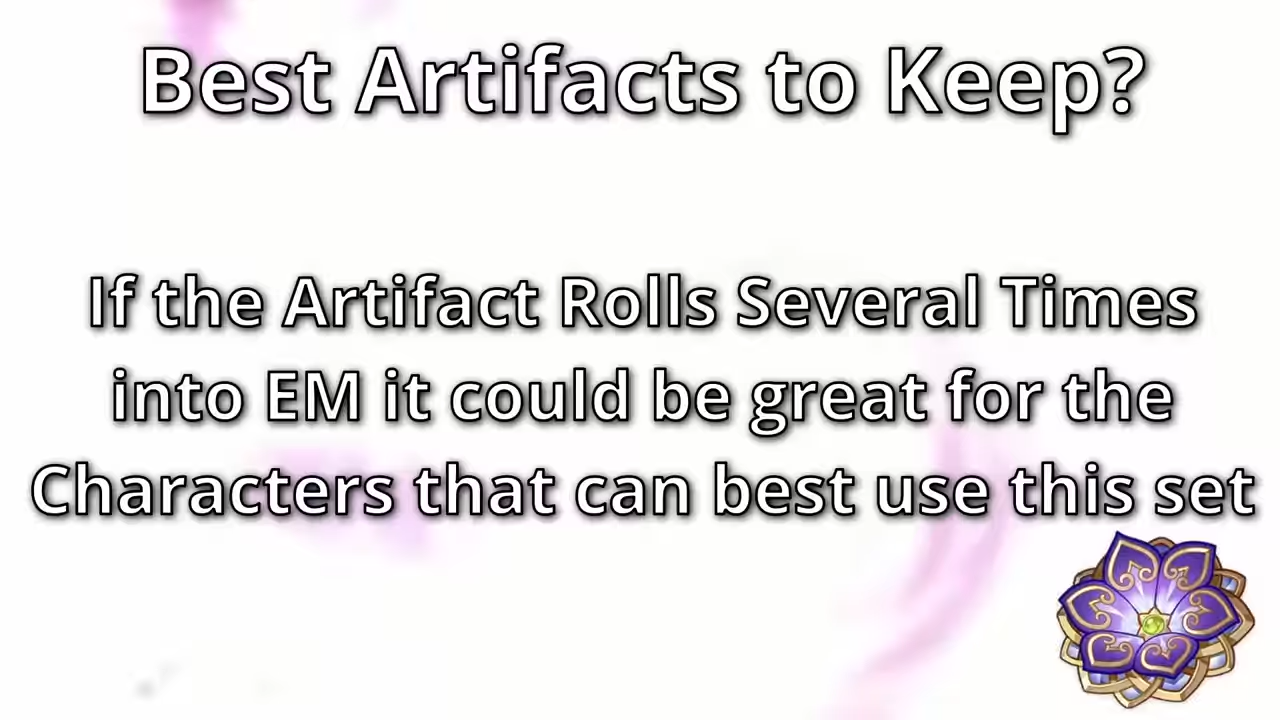 Best Artifacts to Keep?
If the Artifact Rolls Several Times
into EM it could be great for the
Characters that can best use this set